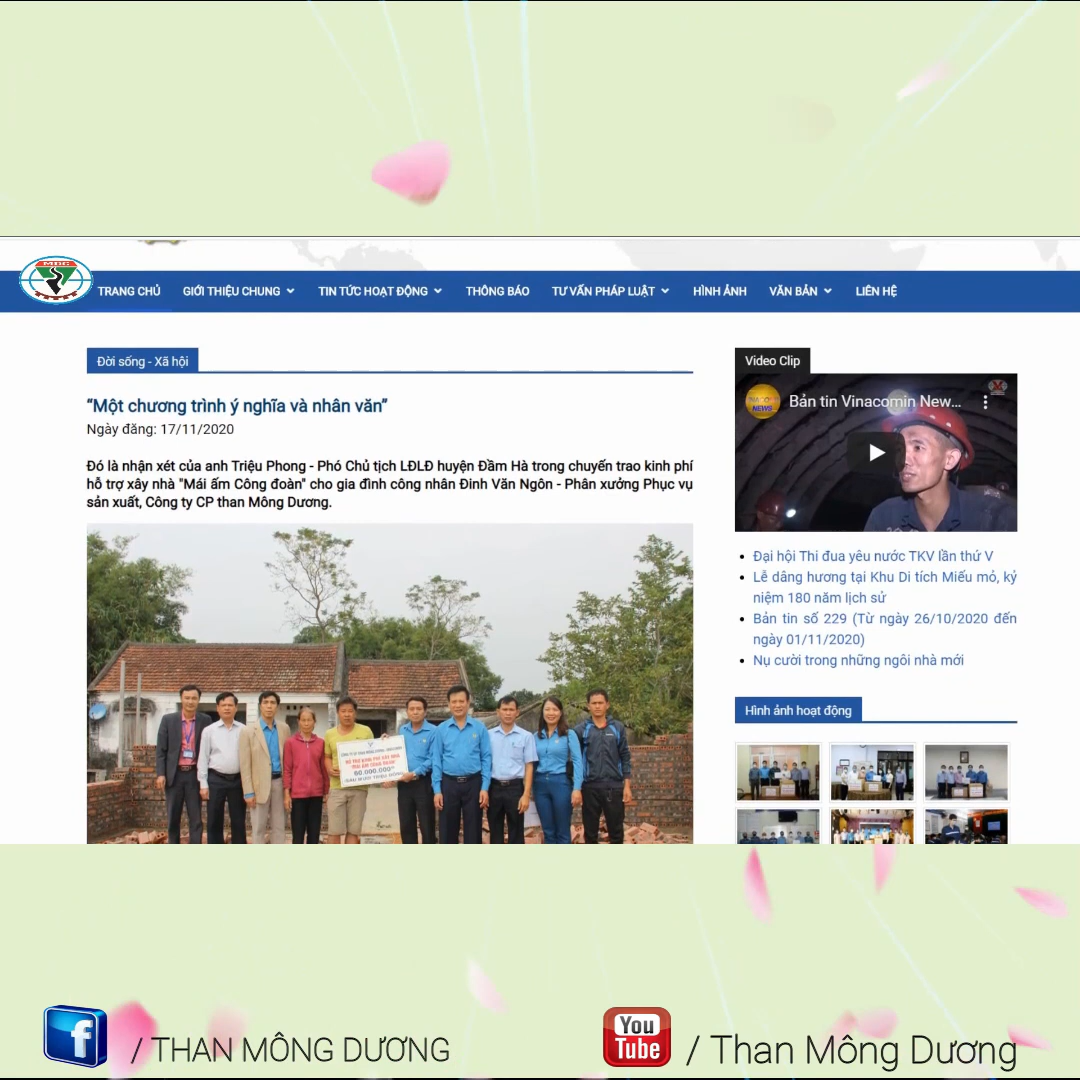 MDC
TRANG CHỦ
GIỚI THIỆU CHUNG
TIN TỨC HOẠT ĐỘNG
THÔNG BÁO
TƯ VẤN PHÁP LUẬT
HÌNH ẢNH
VĂN BẢN
LIÊN HỆ
Đời sống - Xã hội
“Một chương trình ý nghĩa và nhân văn”
Ngày đăng: 17/11/2020
Đó là nhận xét của anh Triệu Phong - Phó Chủ tịch LĐLĐ huyện Đầm Hà trong chuyến trao kinh phí
hỗ trợ xây nhà "Mái ấm Công đoàn" cho gia đình công nhân Đinh Văn Ngôn - Phân xưởng Phục vụ
sản xuất, Công ty CP than Mông Dương.
60.000.000đ
Video Clip
NEWS
Bản tin Vinacomin New...
Đại hội Thi đua yêu nước TKV lần thứ V
Lễ dâng hương tại Khu Di tích Miếu mỏ, kỷ
niệm 180 năm lịch sử
Bản tin số 229 (Từ ngày 26/10/2020 đến
ngày 01/11/2020)
Nụ cười trong những ngôi nhà mới
Hình ảnh hoạt động
f
/ THAN MÔNG DƯƠNG
You
Tube
/ Than Mông Dương